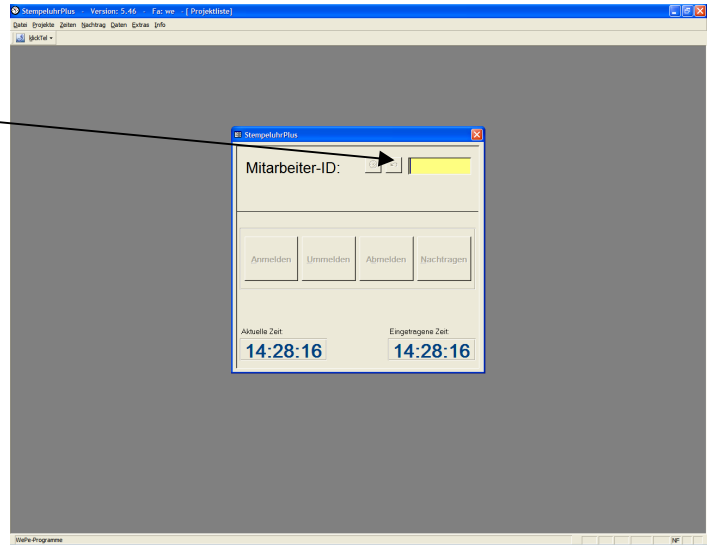 StempeluhrPlus - Version: 5.46 - Fa: we - [ Projektliste]
Datei Projekte Zeiten Nachtrag Daten Extras Info
klickTel
StempeluhrPlus
Mitarbeiter-ID:
Anmelden Ummelden Abmelden Nachtragen
Aktuelle Zeit: Eingetragene Zeit:
14:28:16 14:28:16
WePe-Programme NF